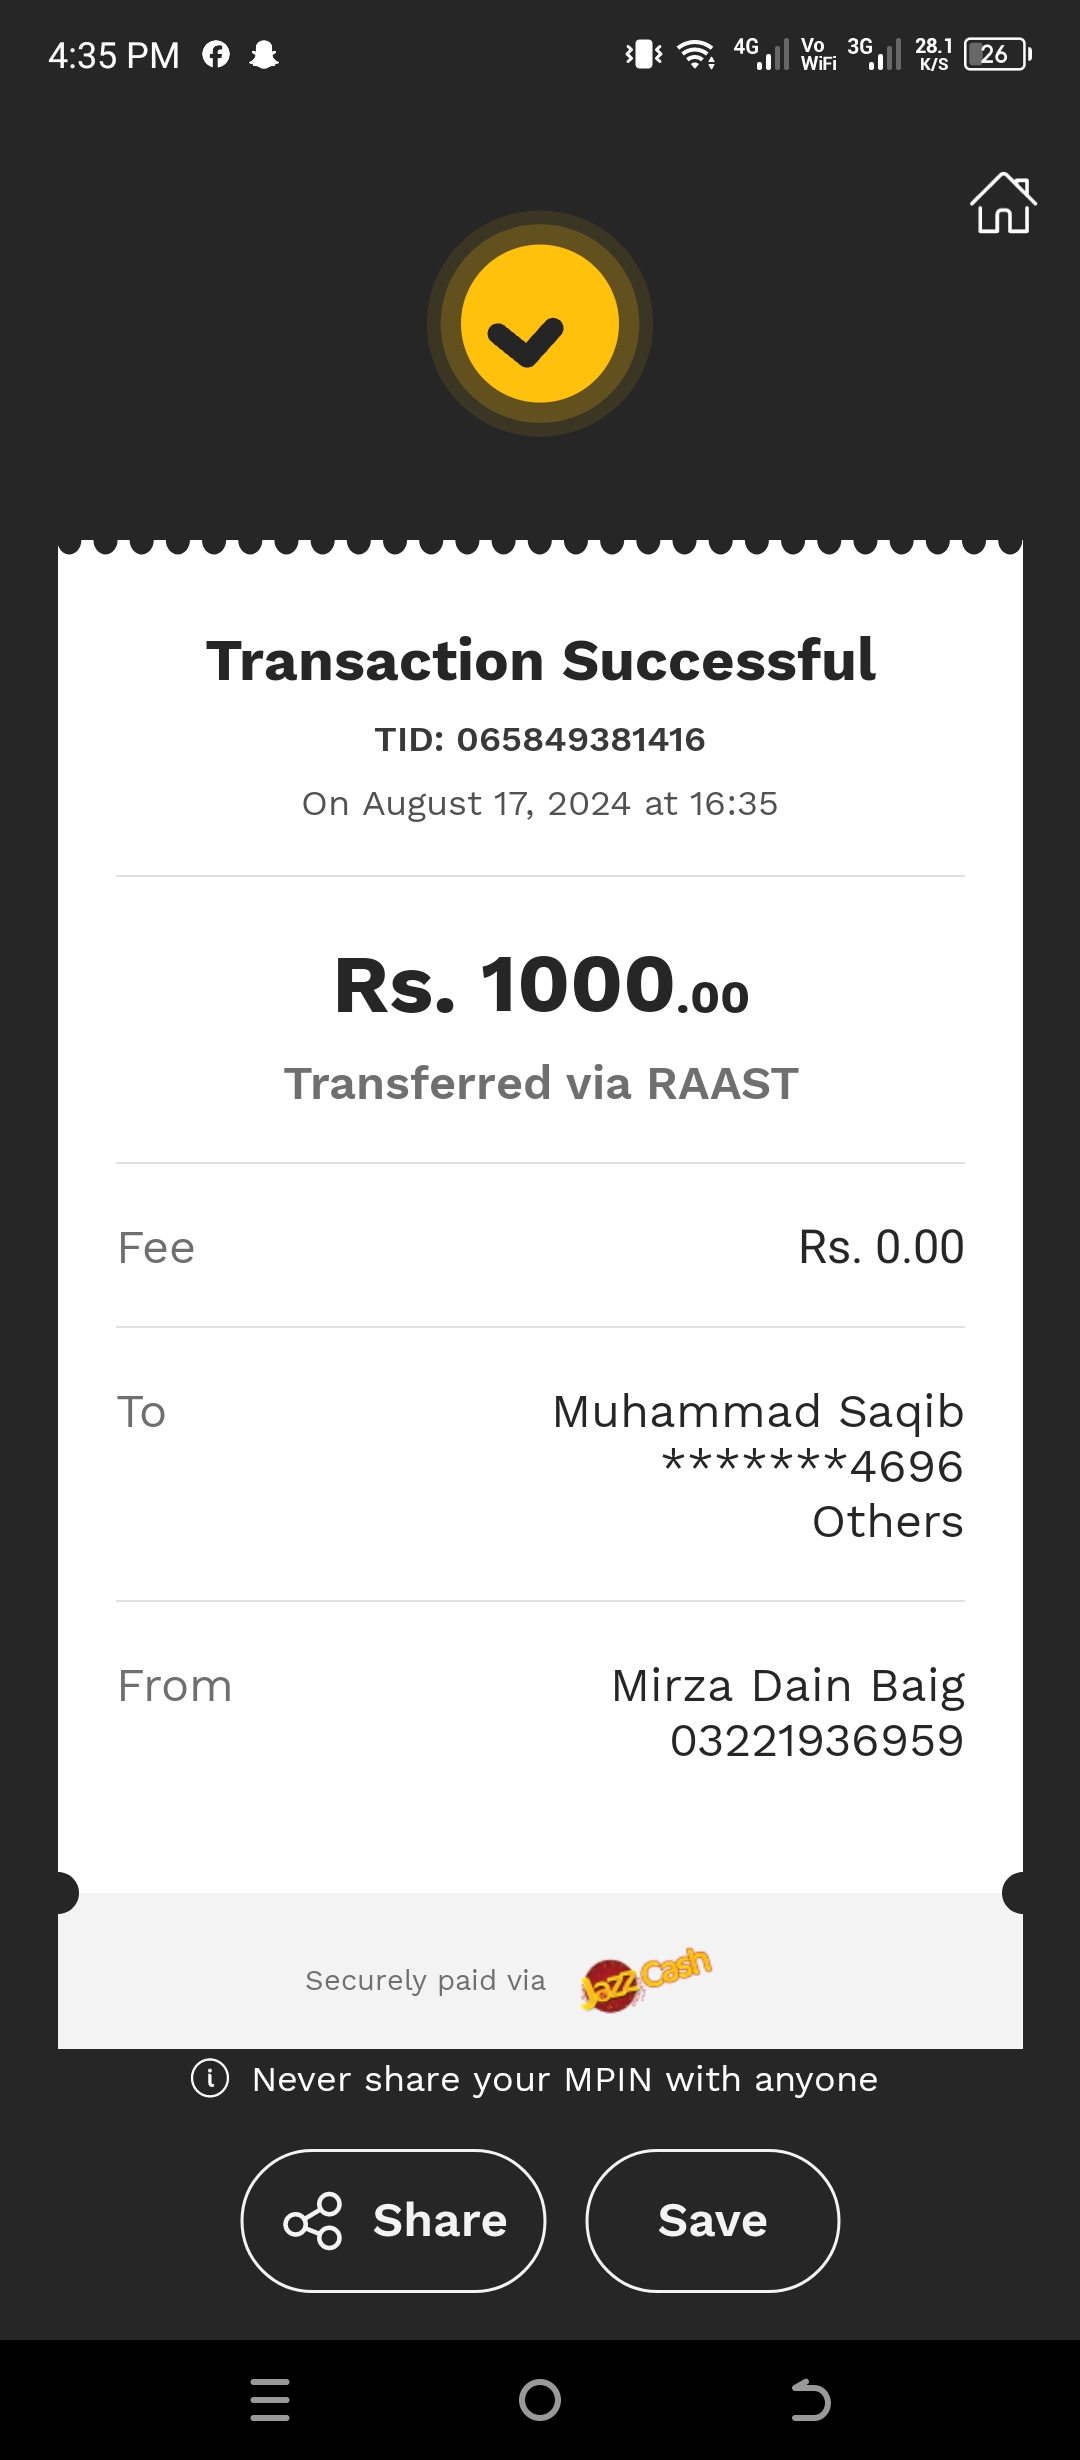 4:35 PM 4G Vo WiFi 3G 28.1 K/S 26
Transaction Successful
TID: 065849381416
On August 17, 2024 at 16:35
Rs. 1000.00
Transferred via RAAST
Fee Rs. 0.00
To Muhammad Saqib
*******4696
Others
From Mirza Dain Baig
03221936959
Securely paid via JazzCash
Never share your MPIN with anyone
Share Save